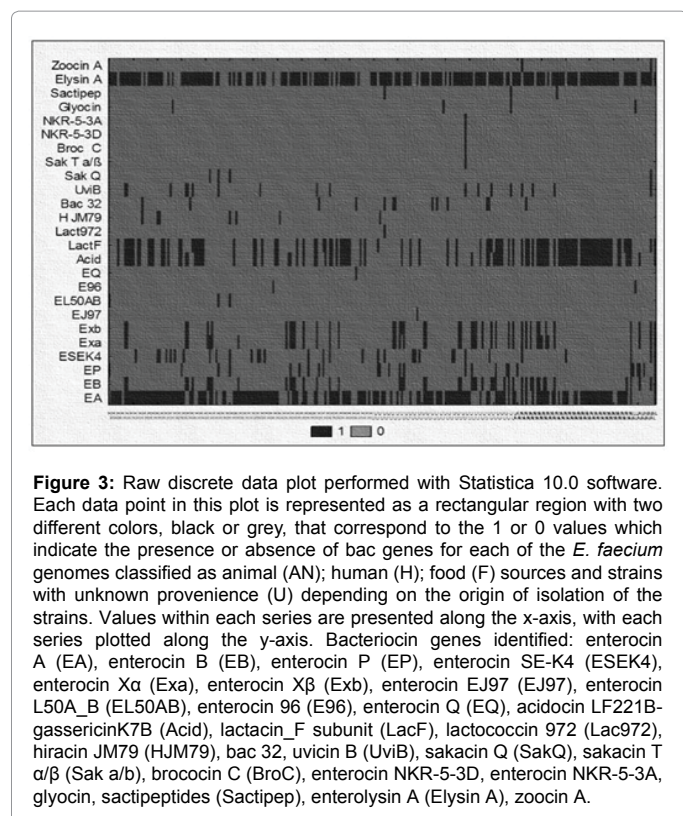 Zoocin A
Elysin A
Sactipep
Glyocin
NKR-5-3A
NKR-5-3D
Broc C
Sak T a/ß
Sak Q
UviB
Bac 32
H JM79
Lact972
LactF
Acid
EQ
E96
EL50AB
EJ97
Exb
Exa
ESEK4
EP
EB
EA
1 0
Figure 3: Raw discrete data plot performed with Statistica 10.0 software.
Each data point in this plot is represented as a rectangular region with two
different colors, black or grey, that correspond to the 1 or 0 values which
indicate the presence or absence of bac genes for each of the E. faecium
genomes classified as animal (AN); human (H); food (F) sources and strains
with unknown provenience (U) depending on the origin of isolation of the
strains. Values within each series are presented along the x-axis, with each
series plotted along the y-axis. Bacteriocin genes identified: enterocin
A (EA), enterocin B (EB), enterocin P (EP), enterocin SE-K4 (ESEK4),
enterocin Xα (Exa), enterocin Xβ (Exb), enterocin EJ97 (EJ97), enterocin
L50A_B (EL50AB), enterocin 96 (E96), enterocin Q (EQ), acidocin LF221B-
gassericinK7B (Acid), lactacin_F subunit (LacF), lactococcin 972 (Lac972),
hiracin JM79 (HJM79), bac 32, uvicin B (UviB), sakacin Q (SakQ), sakacin T
α/β (Sak a/b), brococin C (BroC), enterocin NKR-5-3D, enterocin NKR-5-3A,
glyocin, sactipeptides (Sactipep), enterolysin A (Elysin A), zoocin A.